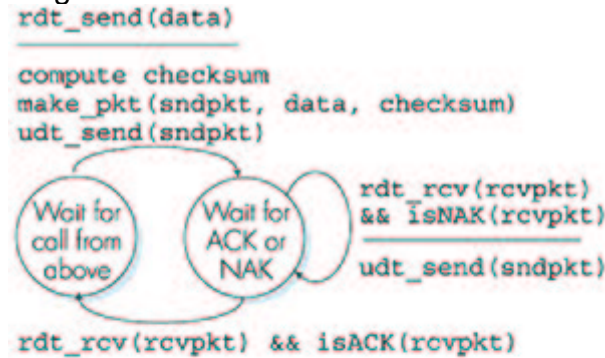 rdt_send(data)
compute checksum
make_pkt(sndpkt, data, checksum)
udt_send(sndpkt)
Wait for
call from
above
Wait for
ACK or
NAK
rdt_rcv(rcvpkt)
&& isNAK(rcvpkt)
udt_send(sndpkt)
rdt_rcv(rcvpkt) && isACK(rcvpkt)